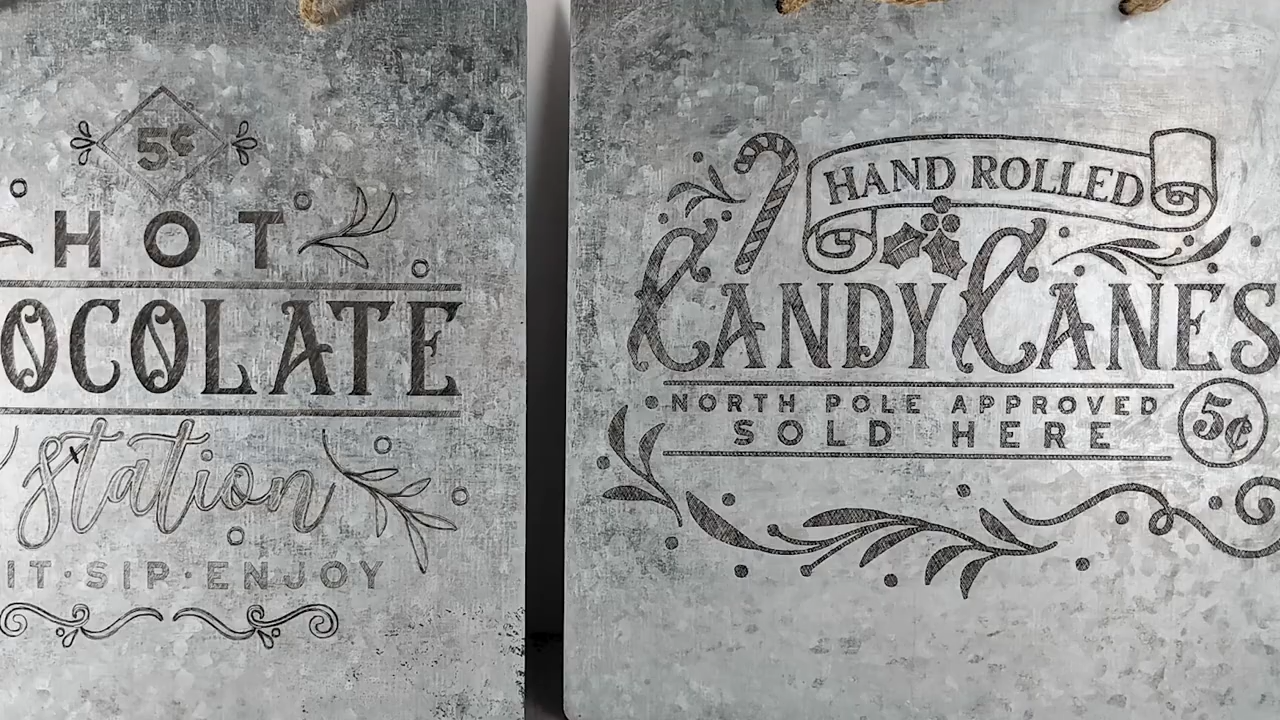 5¢
HOT
OCOLATE
station
IT·SIP·ENJOY
HAND ROLLED
CANDY CANES
NORTH POLE APPROVED
SOLD HERE
5¢